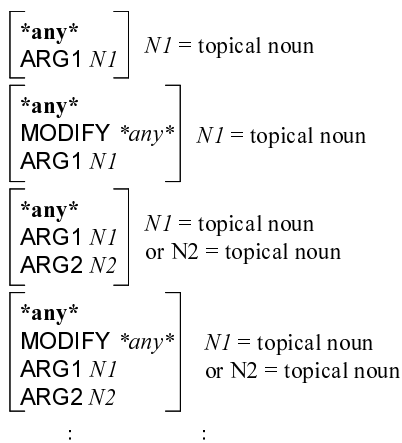 *any*
ARG1 N1
N1 = topical noun
*any*
MODIFY *any*
ARG1 N1
N1 = topical noun
*any*
ARG1 N1
ARG2 N2
N1 = topical noun
or N2 = topical noun
*any*
MODIFY *any*
ARG1 N1
ARG2 N2
N1 = topical noun
or N2 = topical noun
: :